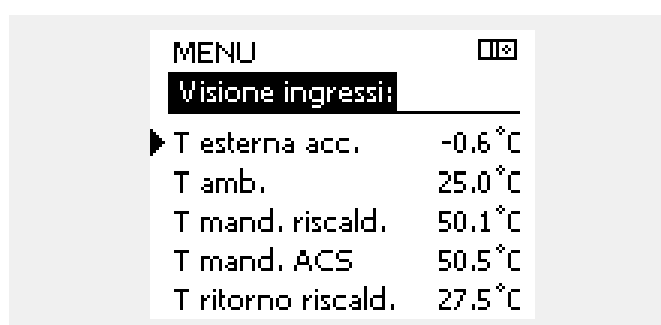 MENU
Visione ingressi:
T esterna acc. -0.6°C
T amb. 25.0°C
T mand. riscald. 50.1°C
T mand. ACS 50.5°C
T ritorno riscald. 27.5°C